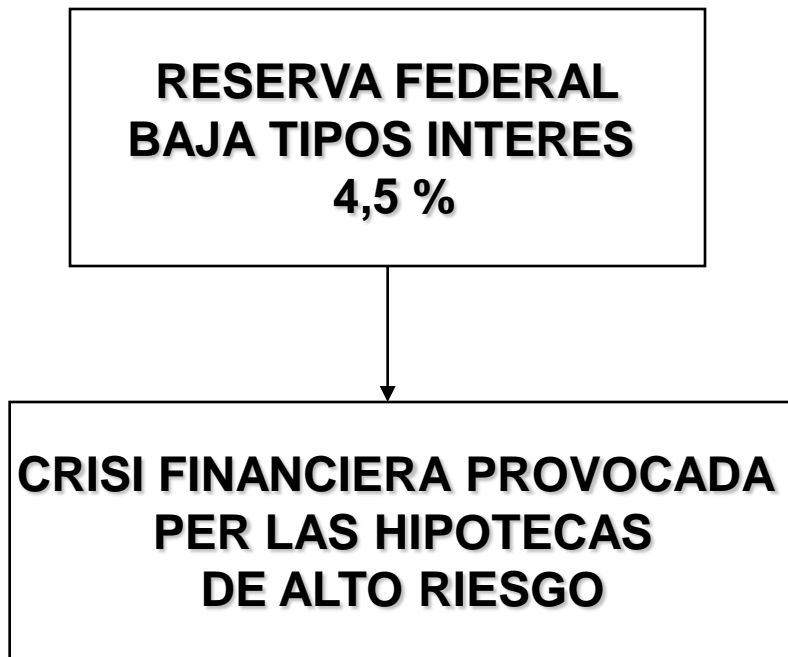 RESERVA FEDERAL
BAJA TIPOS INTERES
4,5 %
CRISI FINANCIERA PROVOCADA
PER LAS HIPOTECAS
DE ALTO RIESGO